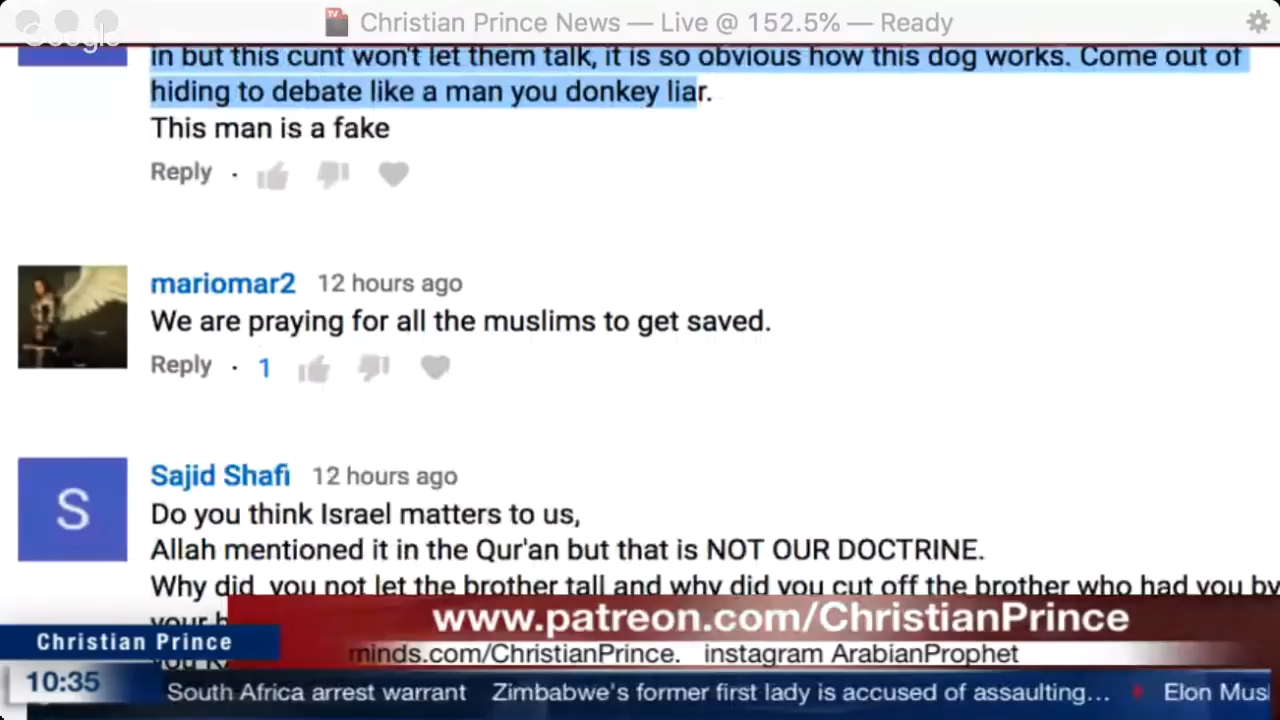 Christian Prince News — Live @ 152.5% — Ready
Google
in but this cunt won't let them talk, it is so obvious how this dog works. Come out of
hiding to debate like a man you donkey liar.
This man is a fake
Reply ·
mariomar2 12 hours ago
We are praying for all the muslims to get saved.
Reply · 1
Sajid Shafi 12 hours ago
S
Do you think Israel matters to us,
Allah mentioned it in the Qur'an but that is NOT OUR DOCTRINE.
Why did you not let the brother tall and why did you cut off the brother who had you by
your
www.patreon.com/ChristianPrince
Christian Prince
minds.com/ChristianPrince. instagram ArabianProphet
10:35
South Africa arrest warrant Zimbabwe's former first lady is accused of assaulting... Elon Mus